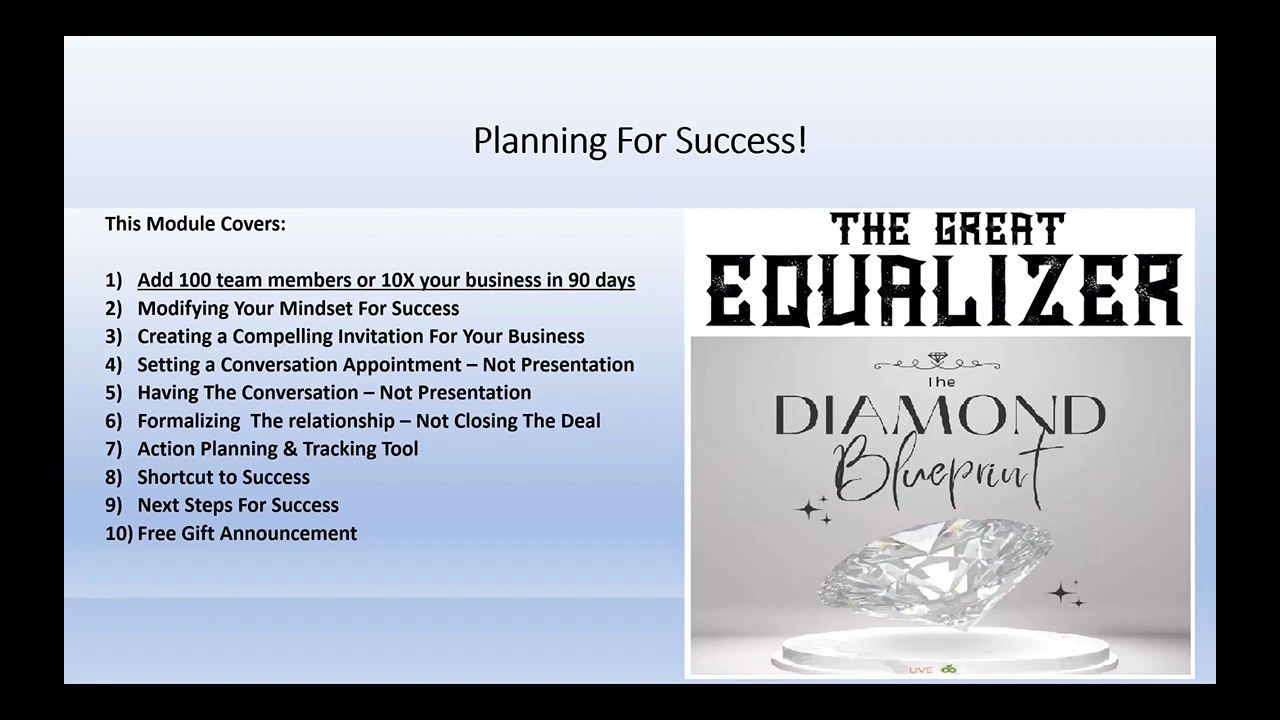 Planning For Success!
This Module Covers:
1) Add 100 team members or 10X your business in 90 days
2) Modifying Your Mindset For Success
3) Creating a Compelling Invitation For Your Business
4) Setting a Conversation Appointment – Not Presentation
5) Having The Conversation – Not Presentation
6) Formalizing  The relationship – Not Closing The Deal
7) Action Planning & Tracking Tool
8) Shortcut to Success
9) Next Steps For Success
10) Free Gift Announcement
THE GREAT
EQUALIZER
The
DIAMOND
Blueprint
LIVE